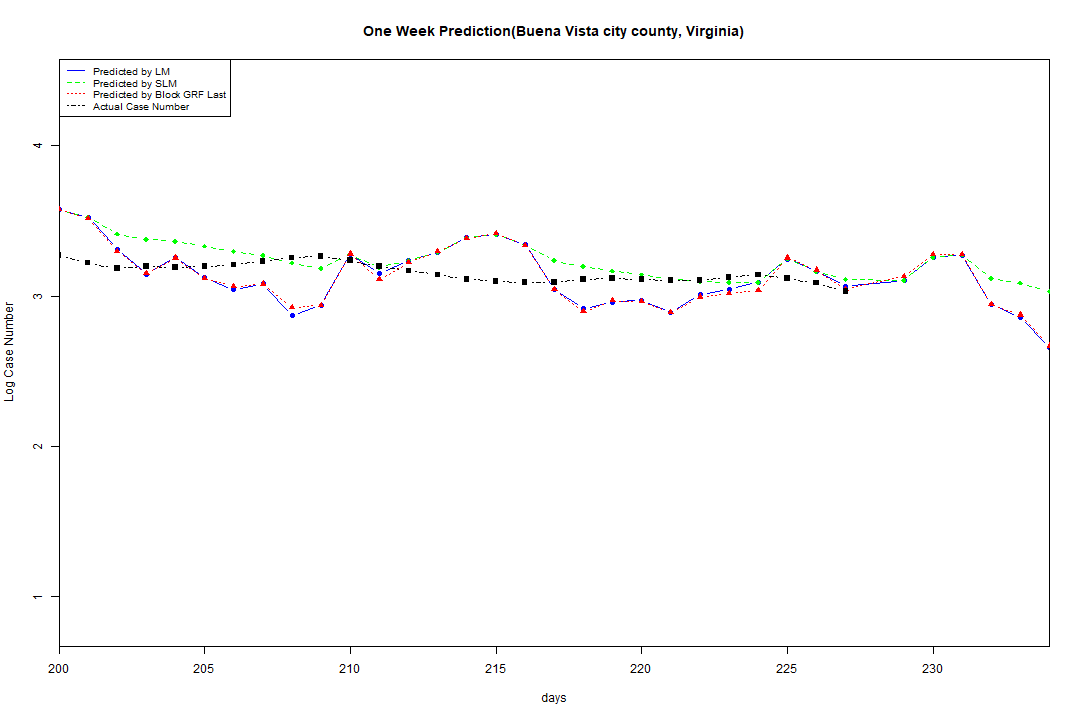 One Week Prediction(Buena Vista city county, Virginia)
Predicted by LM
Predicted by SLM
Predicted by Block GRF Last
Actual Case Number
4
3
2
1
Log Case Number
200 205 210 215 220 225 230
days